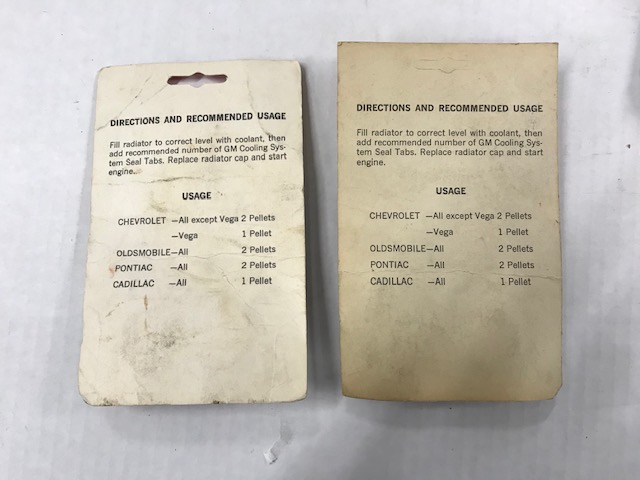 DIRECTIONS AND RECOMMENDED USAGE
Fill radiator to correct level with coolant, then
add recommended number of GM Cooling Sys-
tem Seal Tabs. Replace radiator cap and start
engine.
USAGE
CHEVROLET —All except Vega 2 Pellets
—Vega 1 Pellet
OLDSMOBILE—All 2 Pellets
PONTIAC —All 2 Pellets
CADILLAC —All 1 Pellet
DIRECTIONS AND RECOMMENDED USAGE
Fill radiator to correct level with coolant, then
add recommended number of GM Cooling Sys-
tem Seal Tabs. Replace radiator cap and start
engine.
USAGE
CHEVROLET —All except Vega 2 Pellets
—Vega 1 Pellet
OLDSMOBILE—All 2 Pellets
PONTIAC —All 2 Pellets
CADILLAC —All 1 Pellet